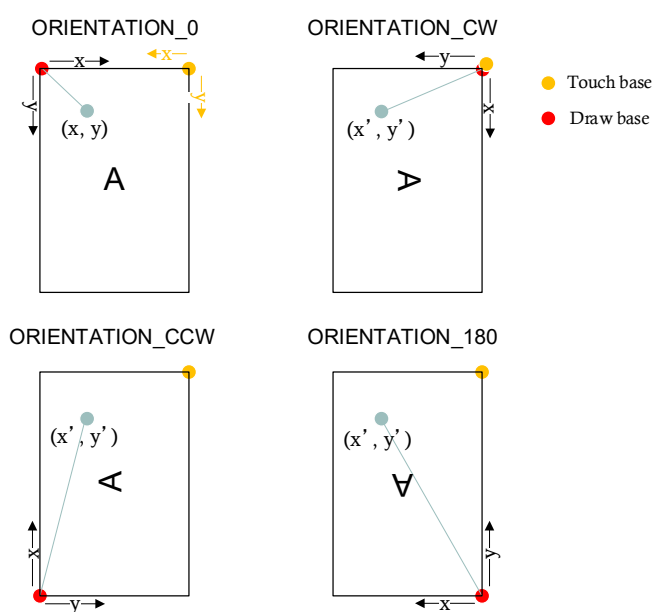 ORIENTATION_0
x
x
y
y
(x, y)
A
ORIENTATION_CW
y
x
(x’, y’)
A
Touch base
Draw base
ORIENTATION_CCW
(x’, y’)
A
x
y
ORIENTATION_180
(x’, y’)
A
y
x